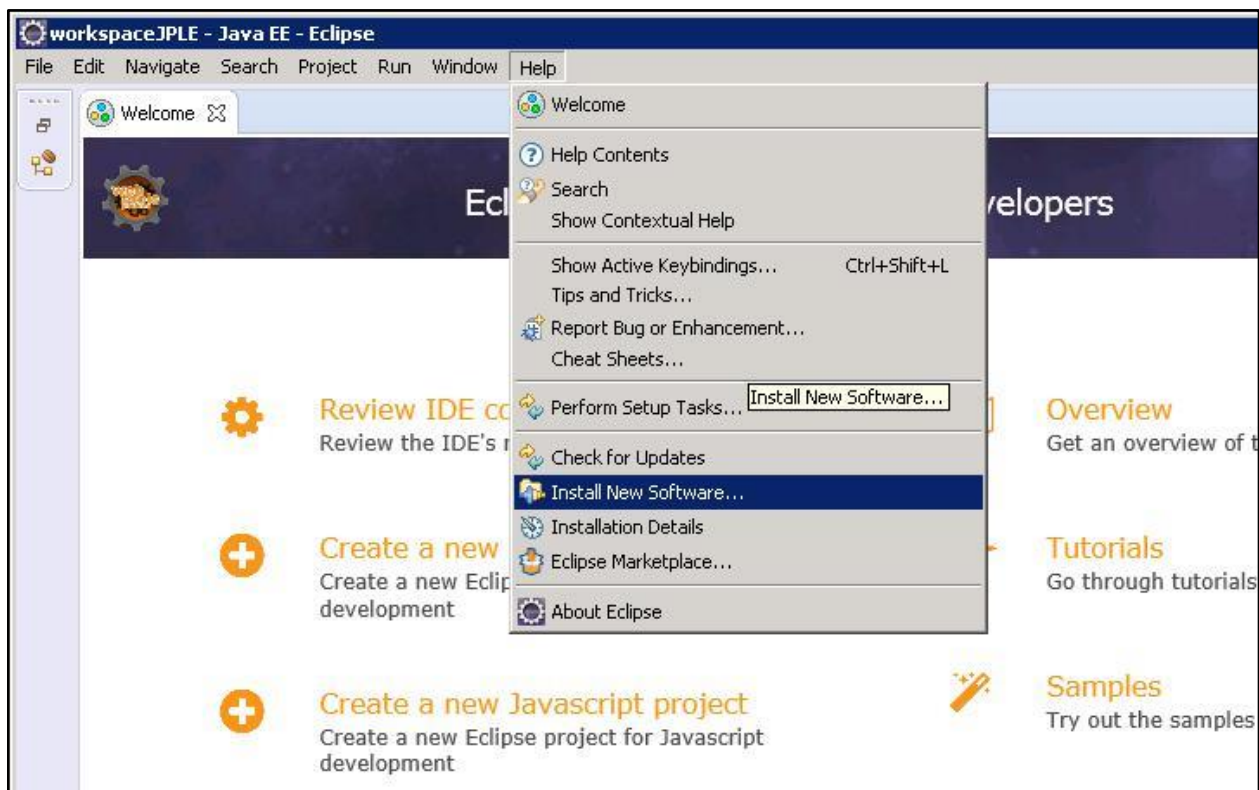 workspaceJPLE - Java EE - Eclipse
File Edit Navigate Search Project Run Window Help
Welcome
Welcome
Help Contents
Search
Show Contextual Help
Show Active Keybindings... Ctrl+Shift+L
Tips and Tricks...
Report Bug or Enhancement...
Cheat Sheets...
Perform Setup Tasks...
Install New Software...
Check for Updates
Install New Software...
Installation Details
Eclipse Marketplace...
About Eclipse
Ecl
velopers
Review IDE co
Review the IDE's
Create a new
Create a new Eclip
development
Create a new Javascript project
Create a new Eclipse project for Javascript
development
Overview
Get an overview of t
Tutorials
Go through tutorials
Samples
Try out the samples